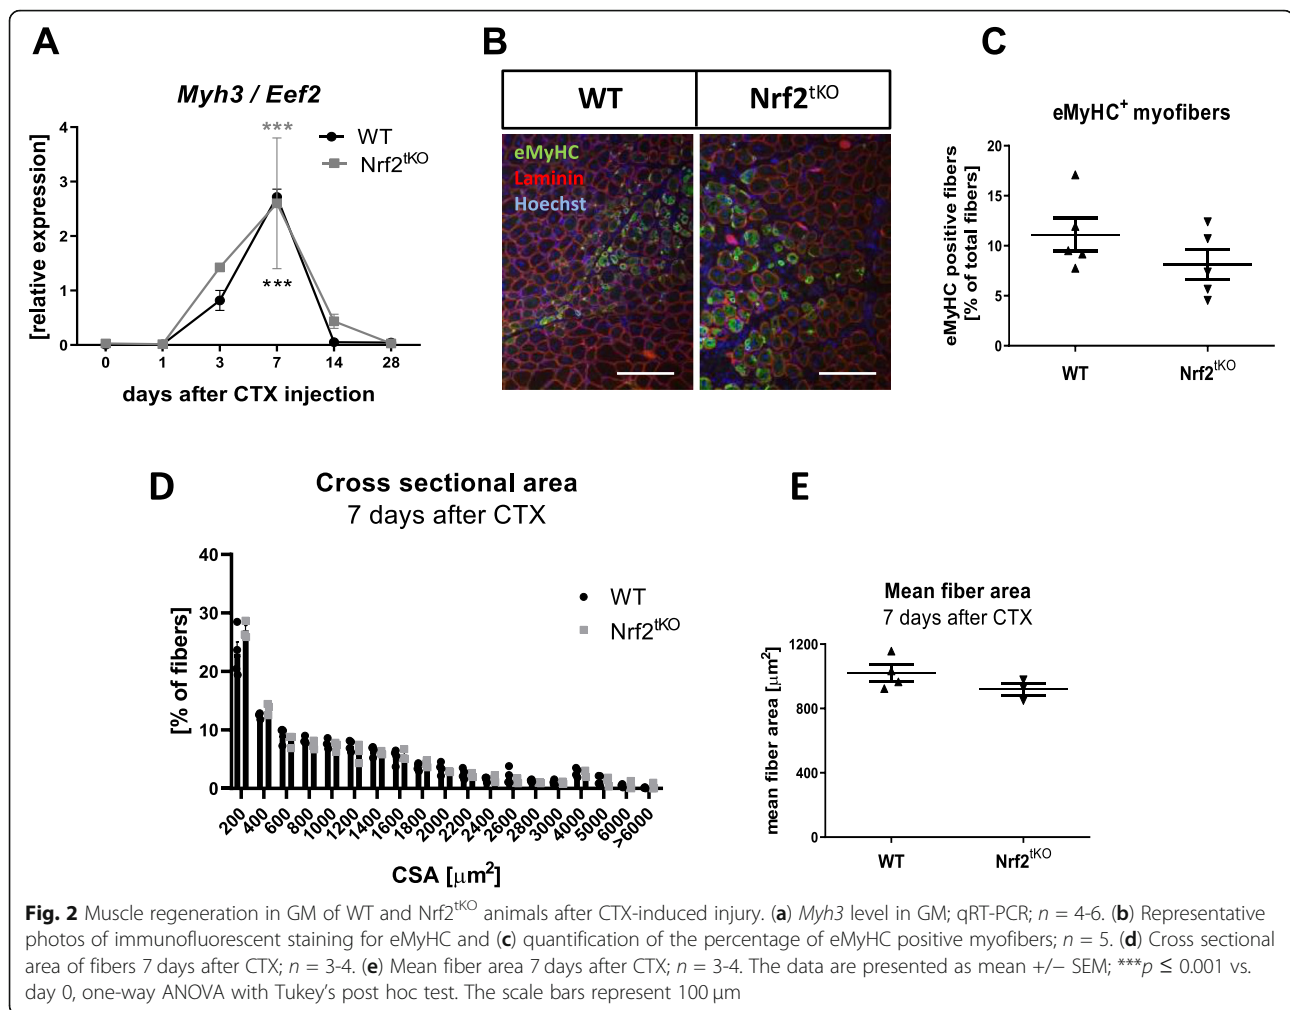 A
Myh3 / Eef2
[relative expression]
4
3
2
1
0
0 1 3 7 14 28
days after CTX injection
***
***
WT
Nrf2tKO
B
WT Nrf2tKO
eMyHC
Laminin
Hoechst
C
eMyHC+ myofibers
eMyHC positive fibers
[% of total fibers]
20
15
10
5
0
WT Nrf2tKO
D
Cross sectional area
7 days after CTX
[% of fibers]
40
30
20
10
0
WT
Nrf2tKO
200 400 600 800 1000 1200 1400 1600 1800 2000 2200 2400 2600 2800 3000 4000 5000 6000 >6000
CSA [μm2]
E
Mean fiber area
7 days after CTX
mean fiber area [μm2]
1200
800
400
0
WT Nrf2tKO
Fig. 2 Muscle regeneration in GM of WT and Nrf2tKO animals after CTX-induced injury. (a) Myh3 level in GM; qRT-PCR; n = 4-6. (b) Representative
photos of immunofluorescent staining for eMyHC and (c) quantification of the percentage of eMyHC positive myofibers; n = 5. (d) Cross sectional
area of fibers 7 days after CTX; n = 3-4. (e) Mean fiber area 7 days after CTX; n = 3-4. The data are presented as mean +/− SEM; ***p ≤ 0.001 vs.
day 0, one-way ANOVA with Tukey's post hoc test. The scale bars represent 100 μm